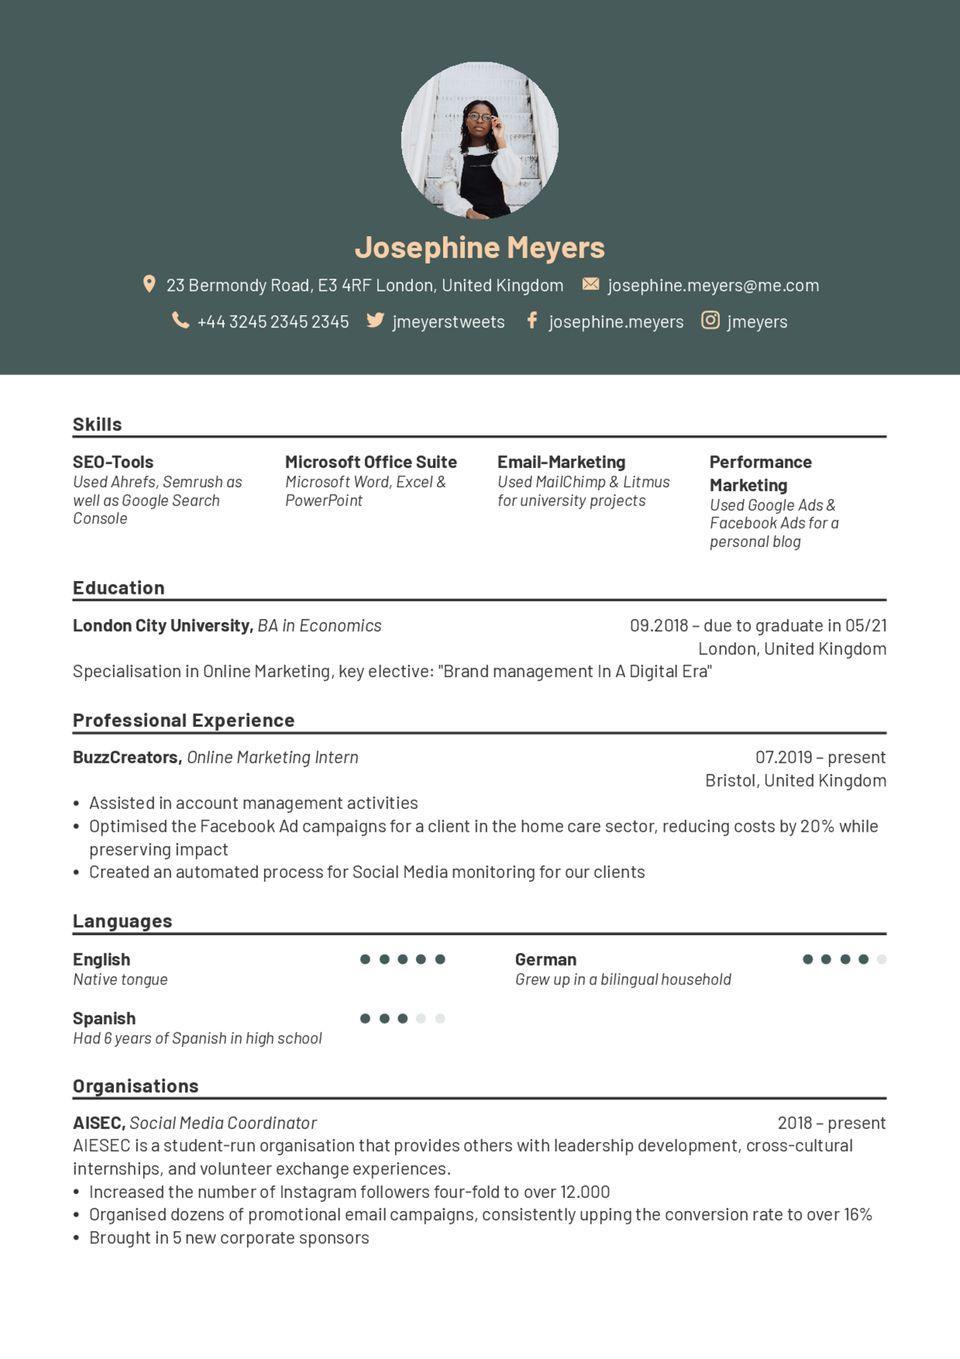 Josephine Meyers
23 Bermondy Road, E3 4RF London, United Kingdom josephine.meyers@me.com
+44 3245 2345 2345 jmeyerstweets josephine.meyers jmeyers
Skills
SEO-Tools
Used Ahrefs, Semrush as
well as Google Search
Console
Microsoft Office Suite
Microsoft Word, Excel &
PowerPoint
Email-Marketing
Used MailChimp & Litmus
for university projects
Performance
Marketing
Used Google Ads &
Facebook Ads for a
personal blog
Education
London City University, BA in Economics 09.2018 – due to graduate in 05/21
London, United Kingdom
Specialisation in Online Marketing, key elective: "Brand management In A Digital Era"
Professional Experience
BuzzCreators, Online Marketing Intern 07.2019 – present
Bristol, United Kingdom
• Assisted in account management activities
• Optimised the Facebook Ad campaigns for a client in the home care sector, reducing costs by 20% while
preserving impact
• Created an automated process for Social Media monitoring for our clients
Languages
English
Native tongue
German
Grew up in a bilingual household
Spanish
Had 6 years of Spanish in high school
Organisations
AISEC, Social Media Coordinator 2018 – present
AIESEC is a student-run organisation that provides others with leadership development, cross-cultural
internships, and volunteer exchange experiences.
• Increased the number of Instagram followers four-fold to over 12.000
• Organised dozens of promotional email campaigns, consistently upping the conversion rate to over 16%
• Brought in 5 new corporate sponsors